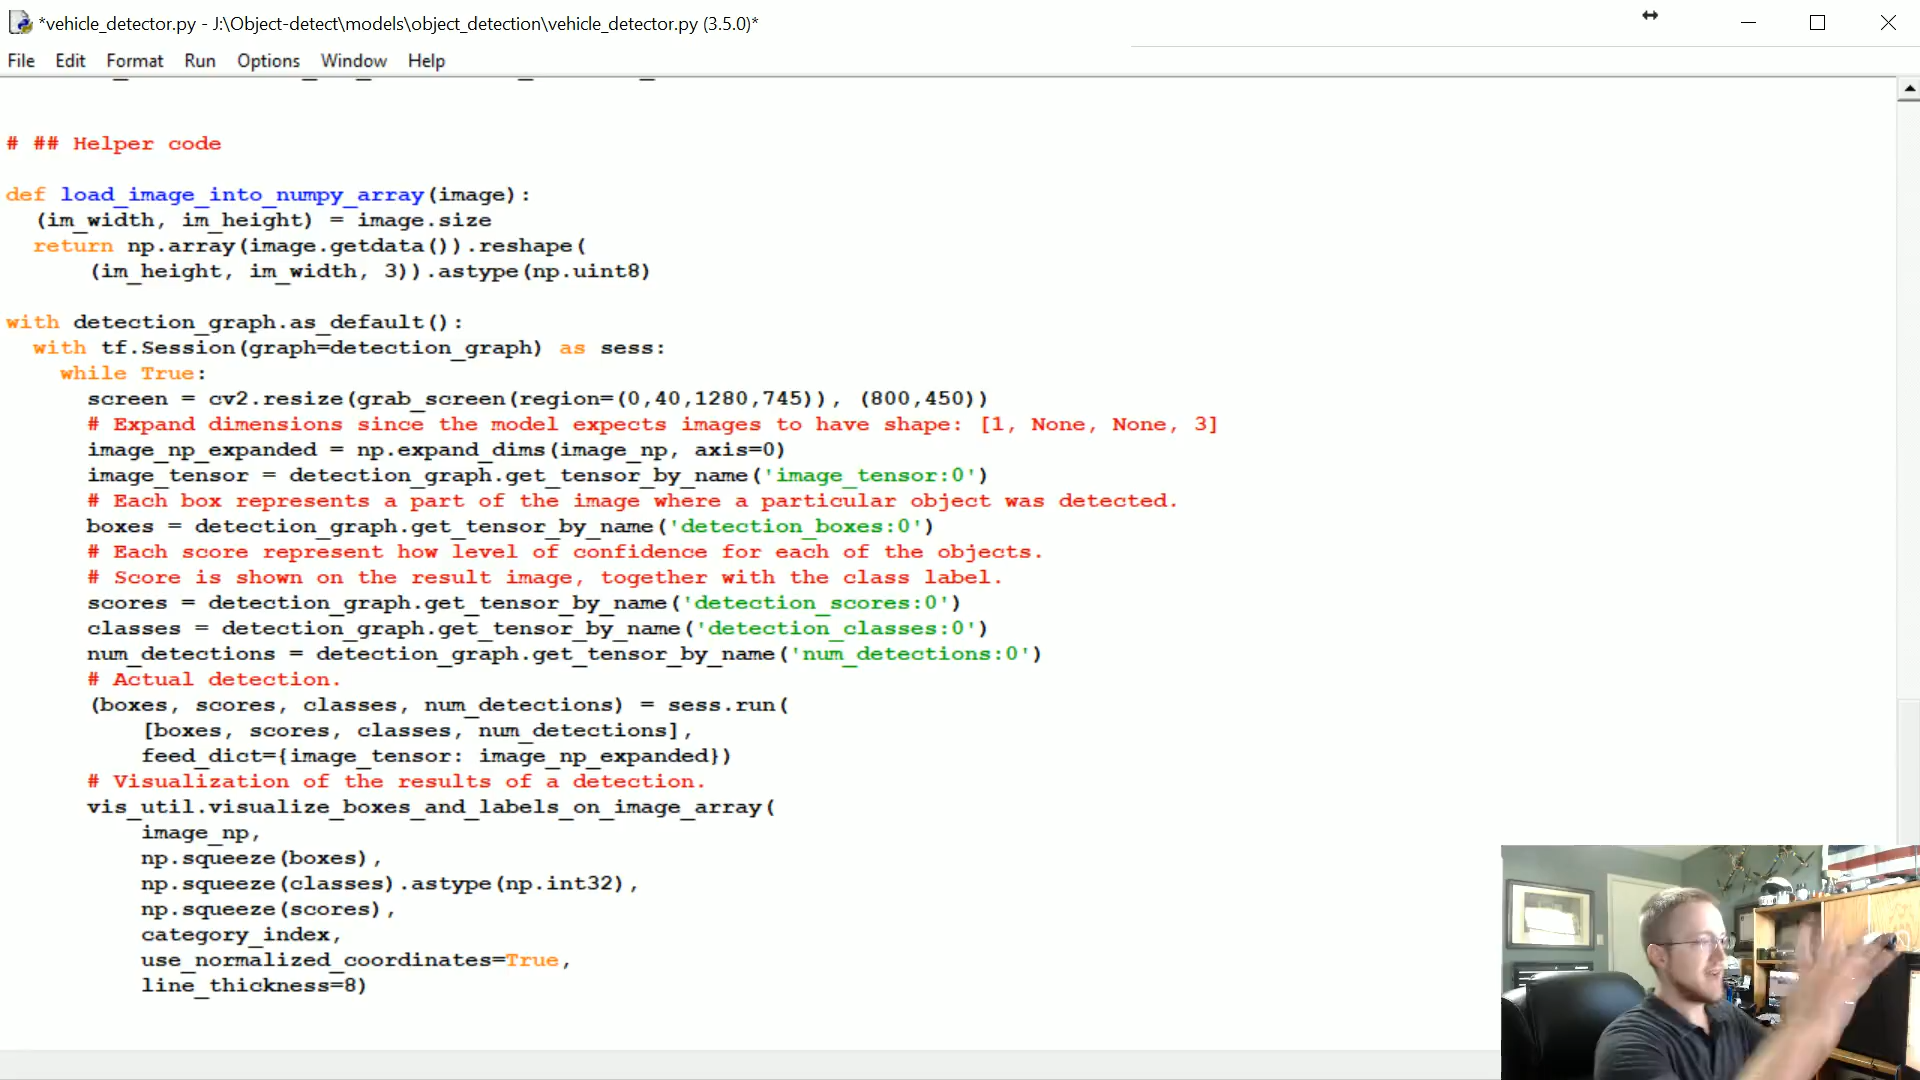 *vehicle_detector.py - J:\Object-detect\models\object_detection\vehicle_detector.py (3.5.0)*
File Edit Format Run Options Window Help
# ## Helper code
def load_image_into_numpy_array(image):
(im_width, im_height) = image.size
return np.array(image.getdata()).reshape(
(im_height, im_width, 3)).astype(np.uint8)
with detection_graph.as_default():
with tf.Session(graph=detection_graph) as sess:
while True:
screen = cv2.resize(grab_screen(region=(0,40,1280,745)), (800,450))
# Expand dimensions since the model expects images to have shape: [1, None, None, 3]
image_np_expanded = np.expand_dims(image_np, axis=0)
image_tensor = detection_graph.get_tensor_by_name('image_tensor:0')
# Each box represents a part of the image where a particular object was detected.
boxes = detection_graph.get_tensor_by_name('detection_boxes:0')
# Each score represent how level of confidence for each of the objects.
# Score is shown on the result image, together with the class label.
scores = detection_graph.get_tensor_by_name('detection_scores:0')
classes = detection_graph.get_tensor_by_name('detection_classes:0')
num_detections = detection_graph.get_tensor_by_name('num_detections:0')
# Actual detection.
(boxes, scores, classes, num_detections) = sess.run(
[boxes, scores, classes, num_detections],
feed_dict={image_tensor: image_np_expanded})
# Visualization of the results of a detection.
vis_util.visualize_boxes_and_labels_on_image_array(
image_np,
np.squeeze(boxes),
np.squeeze(classes).astype(np.int32),
np.squeeze(scores),
category_index,
use_normalized_coordinates=True,
line_thickness=8)